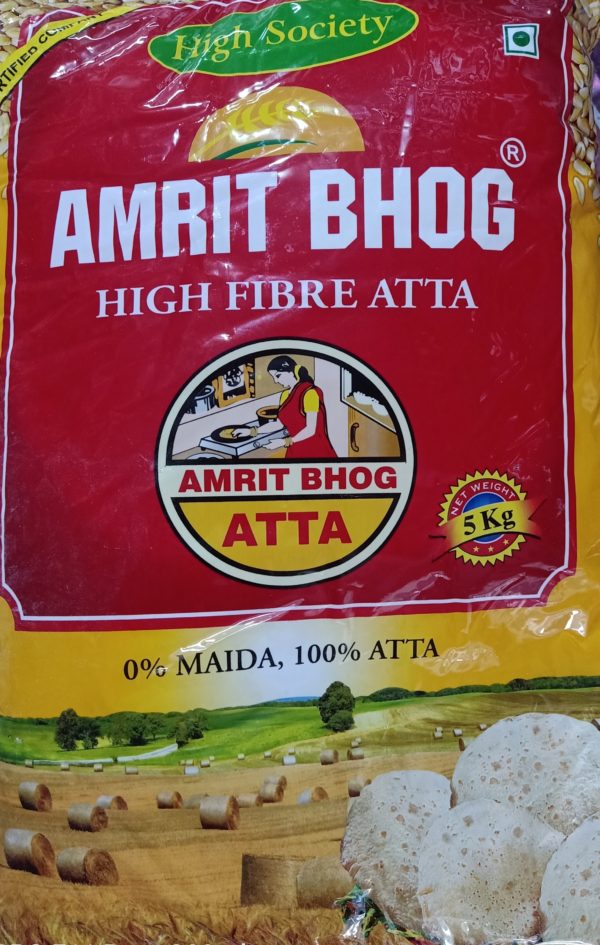 High Society
AMRIT BHOG®
HIGH FIBRE ATTA
AMRIT BHOG
ATTA
NET WEIGHT
5 Kg
0% MAIDA, 100% ATTA